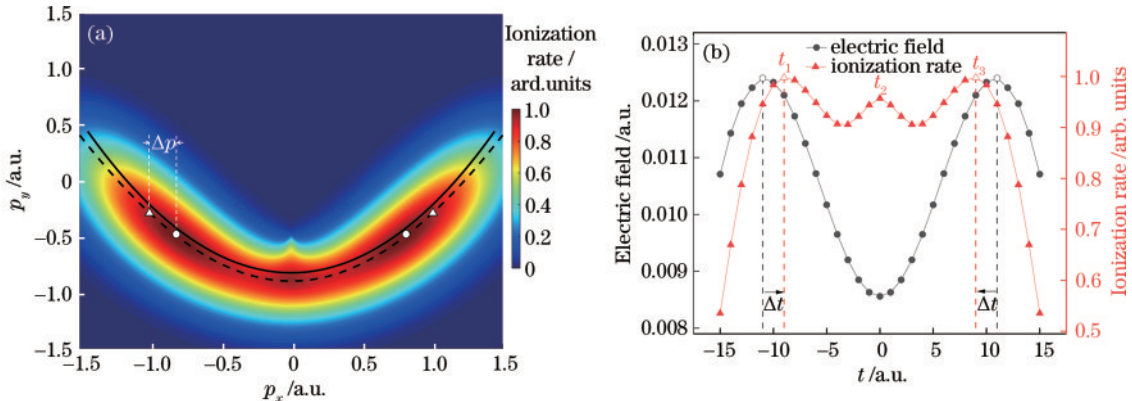 (a)
Ionization
rate /
ard.units
1.5
1.0
0.5
0
−0.5
−1.0
−1.5
p_y /a.u.
Δp
1.0
0.8
0.6
0.4
0.2
0
−1.5
−1.0
−0.5
0
0.5
1.0
1.5
p_x /a.u.
(b)
electric field
ionization rate
t_1
t_2
t_3
0.013
0.012
0.011
0.010
0.009
0.008
Electric field /a.u.
Δt
Δt
1.0
0.9
0.8
0.7
0.6
0.5
Ionization rate /arb. units
−15
−10
−5
0
5
10
15
t /a.u.